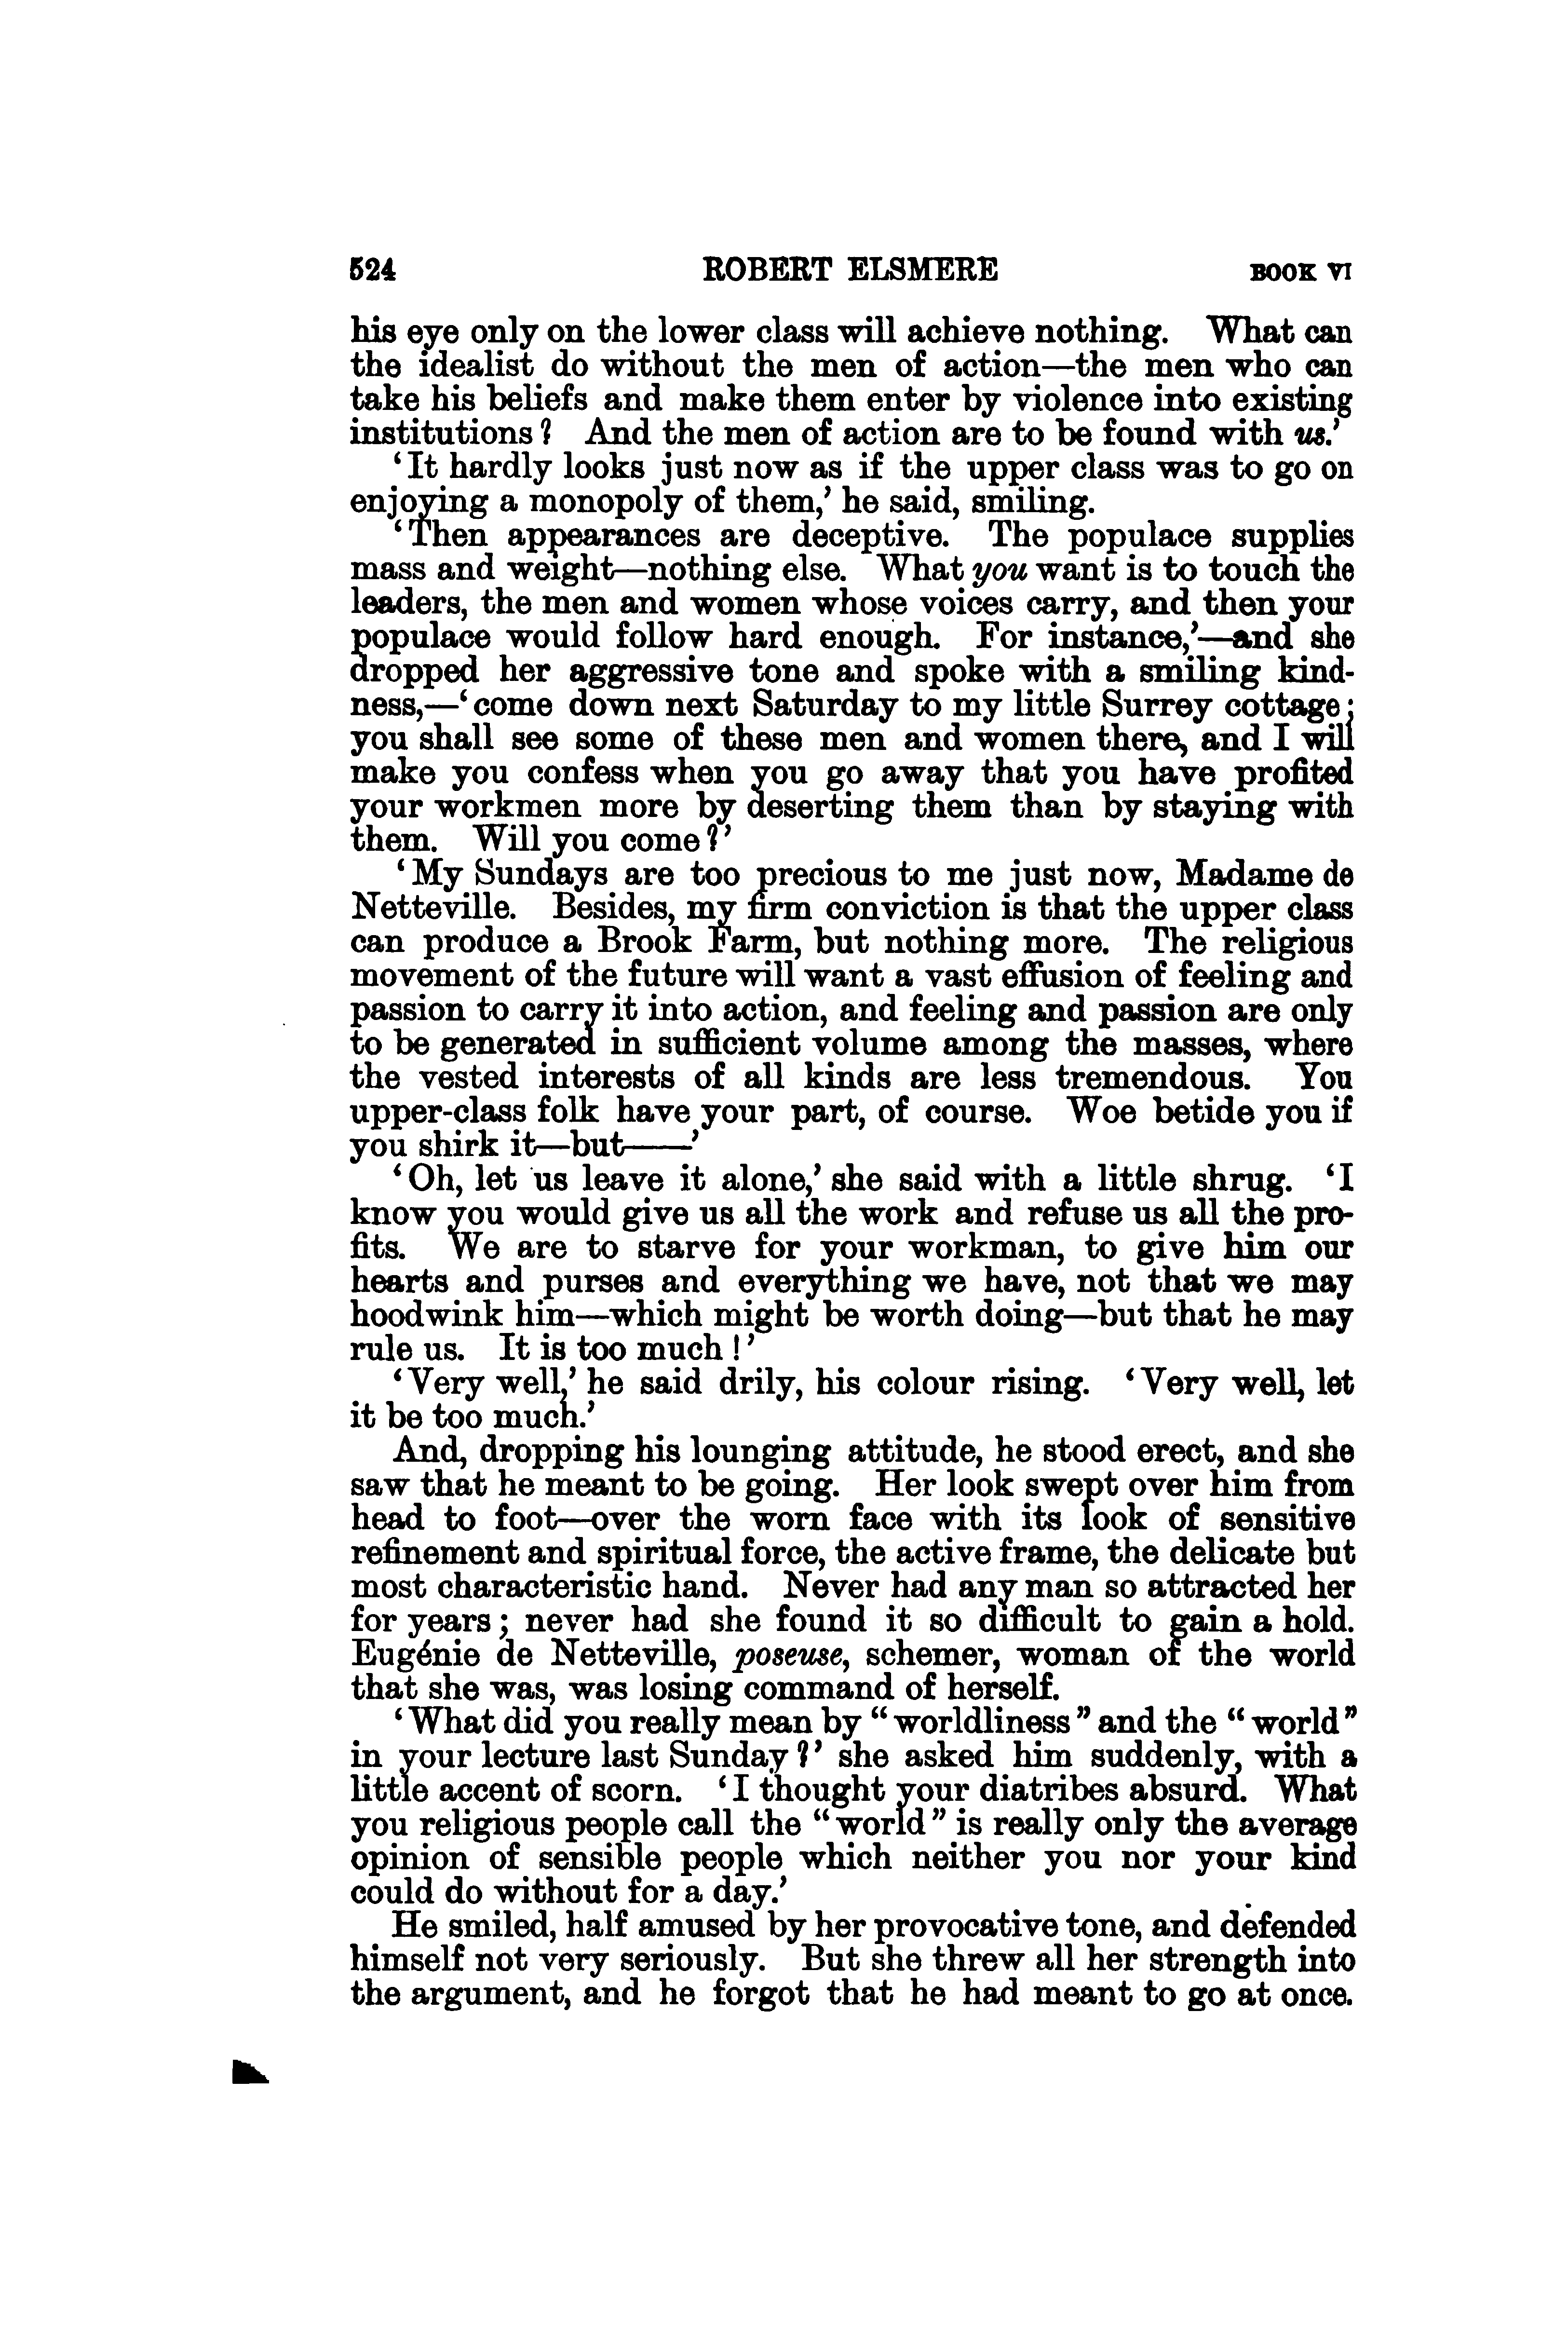 524 ROBERT ELSMERE BOOK VI
his eye only on the lower class will achieve nothing. What can
the idealist do without the men of action—the men who can
take his beliefs and make them enter by violence into existing
institutions? And the men of action are to be found with us.’
‘It hardly looks just now as if the upper class was to go on
enjoying a monopoly of them,’ he said, smiling.
‘Then appearances are deceptive. The populace supplies
mass and weight—nothing else. What you want is to touch the
leaders, the men and women whose voices carry, and then your
populace would follow hard enough. For instance,’—and she
dropped her aggressive tone and spoke with a smiling kind-
ness,—‘come down next Saturday to my little Surrey cottage;
you shall see some of these men and women there, and I will
make you confess when you go away that you have profited
your workmen more by deserting them than by staying with
them. Will you come?’
‘My Sundays are too precious to me just now, Madame de
Netteville. Besides, my firm conviction is that the upper class
can produce a Brook Farm, but nothing more. The religious
movement of the future will want a vast effusion of feeling and
passion to carry it into action, and feeling and passion are only
to be generated in sufficient volume among the masses, where
the vested interests of all kinds are less tremendous. You
upper-class folk have your part, of course. Woe betide you if
you shirk it—but——’
‘Oh, let us leave it alone,’ she said with a little shrug. ‘I
know you would give us all the work and refuse us all the pro-
fits. We are to starve for your workman, to give him our
hearts and purses and everything we have, not that we may
hoodwink him—which might be worth doing—but that he may
rule us. It is too much!’
‘Very well,’ he said drily, his colour rising. ‘Very well, let
it be too much.’
And, dropping his lounging attitude, he stood erect, and she
saw that he meant to be going. Her look swept over him from
head to foot—over the worn face with its look of sensitive
refinement and spiritual force, the active frame, the delicate but
most characteristic hand. Never had any man so attracted her
for years; never had she found it so difficult to gain a hold.
Eugénie de Netteville, poseuse, schemer, woman of the world
that she was, was losing command of herself.
‘What did you really mean by “worldliness” and the “world”
in your lecture last Sunday?’ she asked him suddenly, with a
little accent of scorn. ‘I thought your diatribes absurd. What
you religious people call the “world” is really only the average
opinion of sensible people which neither you nor your kind
could do without for a day.’
He smiled, half amused by her provocative tone, and defended
himself not very seriously. But she threw all her strength into
the argument, and he forgot that he had meant to go at once.